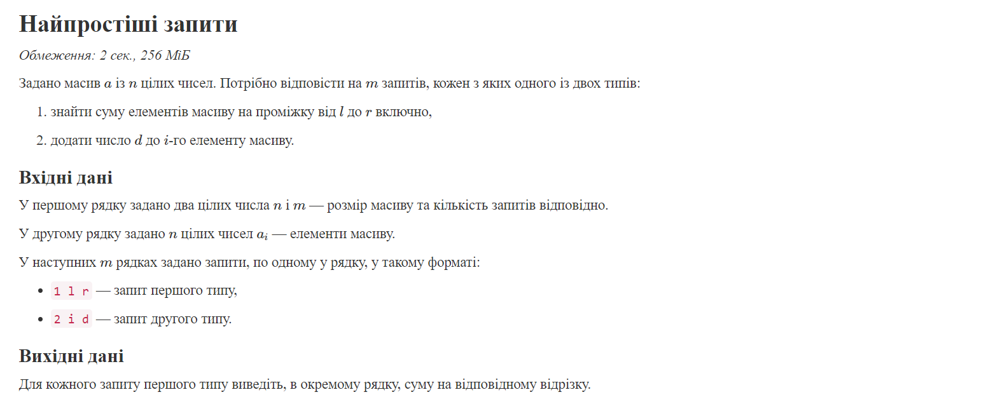 Найпростіші запити
Обмеження: 2 сек., 256 МіБ
Задано масив a із n цілих чисел. Потрібно відповісти на m запитів, кожен з яких одного із двох типів:
1. знайти суму елементів масиву на проміжку від l до r включно,
2. додати число d до i-го елементу масиву.
Вхідні дані
У першому рядку задано два цілих числа n і m — розмір масиву та кількість запитів відповідно.
У другому рядку задано n цілих чисел aᵢ — елементи масиву.
У наступних m рядках задано запити, по одному у рядку, у такому форматі:
• 1 l r — запит першого типу,
• 2 i d — запит другого типу.
Вихідні дані
Для кожного запиту першого типу виведіть, в окремому рядку, суму на відповідному відрізку.